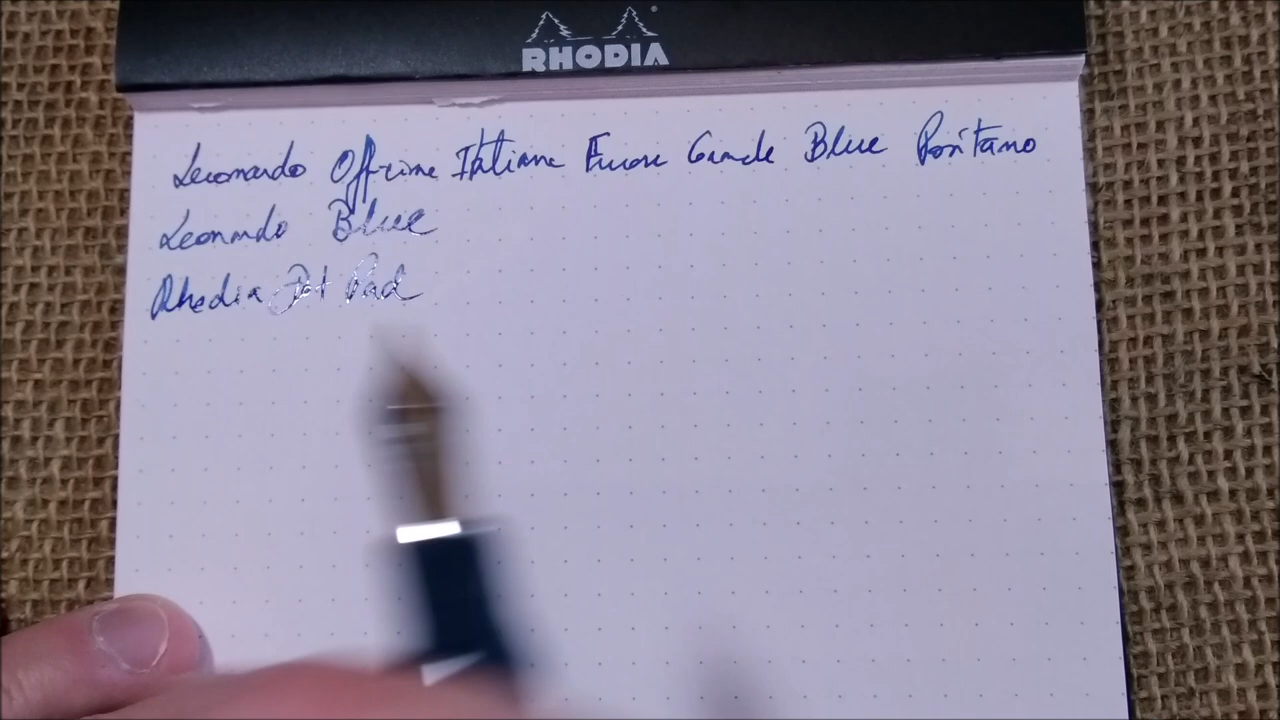 RHODIA
Leonardo Officina Italiana Furore Grande Blue Positano
Leonardo Blue
Rhodia Dot Pad